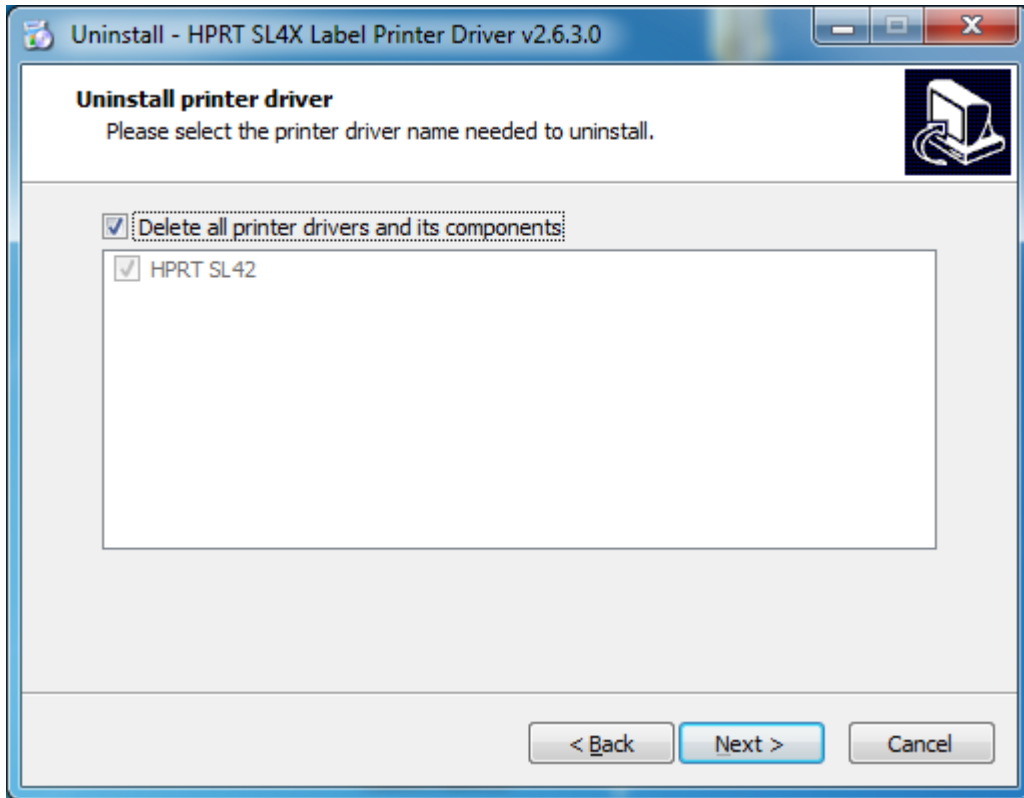 Uninstall - HPRT SL4X Label Printer Driver v2.6.3.0
Uninstall printer driver
Please select the printer driver name needed to uninstall.
Delete all printer drivers and its components
HPRT SL42
< Back
Next >
Cancel